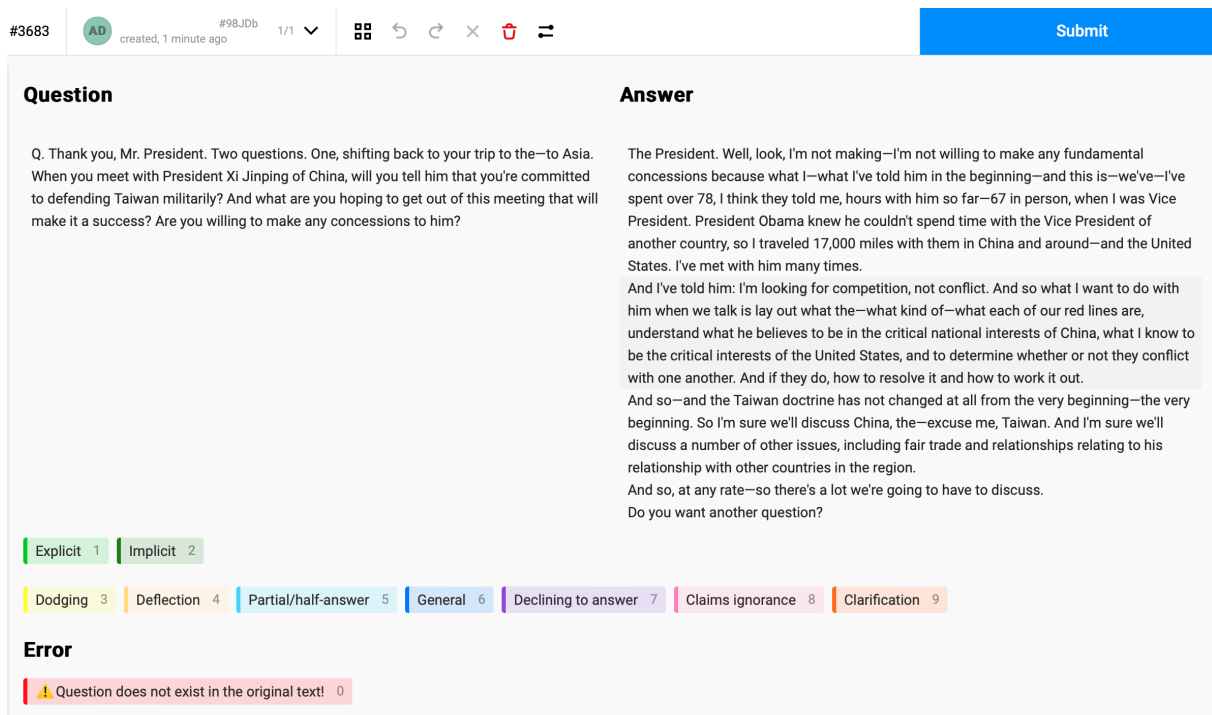 #3683
AD
#98JDb
created, 1 minute ago
1/1
Submit
Question
Q. Thank you, Mr. President. Two questions. One, shifting back to your trip to the—to Asia.
When you meet with President Xi Jinping of China, will you tell him that you're committed
to defending Taiwan militarily? And what are you hoping to get out of this meeting that will
make it a success? Are you willing to make any concessions to him?
Answer
The President. Well, look, I'm not making—I'm not willing to make any fundamental
concessions because what I—what I've told him in the beginning—and this is—we've—I've
spent over 78, I think they told me, hours with him so far—67 in person, when I was Vice
President. President Obama knew he couldn't spend time with the Vice President of
another country, so I traveled 17,000 miles with them in China and around—and the United
States. I've met with him many times.
And I've told him: I'm looking for competition, not conflict. And so what I want to do with
him when we talk is lay out what the—what kind of—what each of our red lines are,
understand what he believes to be in the critical national interests of China, what I know to
be the critical interests of the United States, and to determine whether or not they conflict
with one another. And if they do, how to resolve it and how to work it out.
And so—and the Taiwan doctrine has not changed at all from the very beginning—the very
beginning. So I'm sure we'll discuss China, the—excuse me, Taiwan. And I'm sure we'll
discuss a number of other issues, including fair trade and relationships relating to his
relationship with other countries in the region.
And so, at any rate—so there's a lot we're going to have to discuss.
Do you want another question?
Explicit 1 Implicit 2
Dodging 3 Deflection 4 Partial/half-answer 5 General 6 Declining to answer 7 Claims ignorance 8 Clarification 9
Error
⚠️Question does not exist in the original text! 0